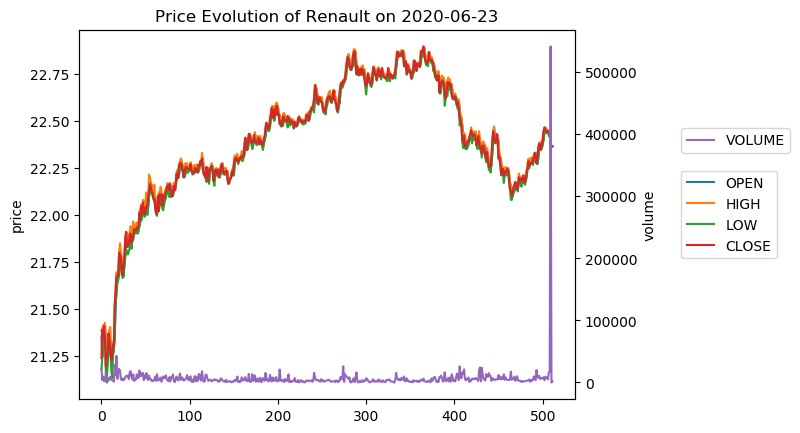 Price Evolution of Renault on 2020-06-23
price
22.75
22.50
22.25
22.00
21.75
21.50
21.25
0
100
200
300
400
500
500000
400000
300000
200000
100000
0
volume
VOLUME
OPEN
HIGH
LOW
CLOSE